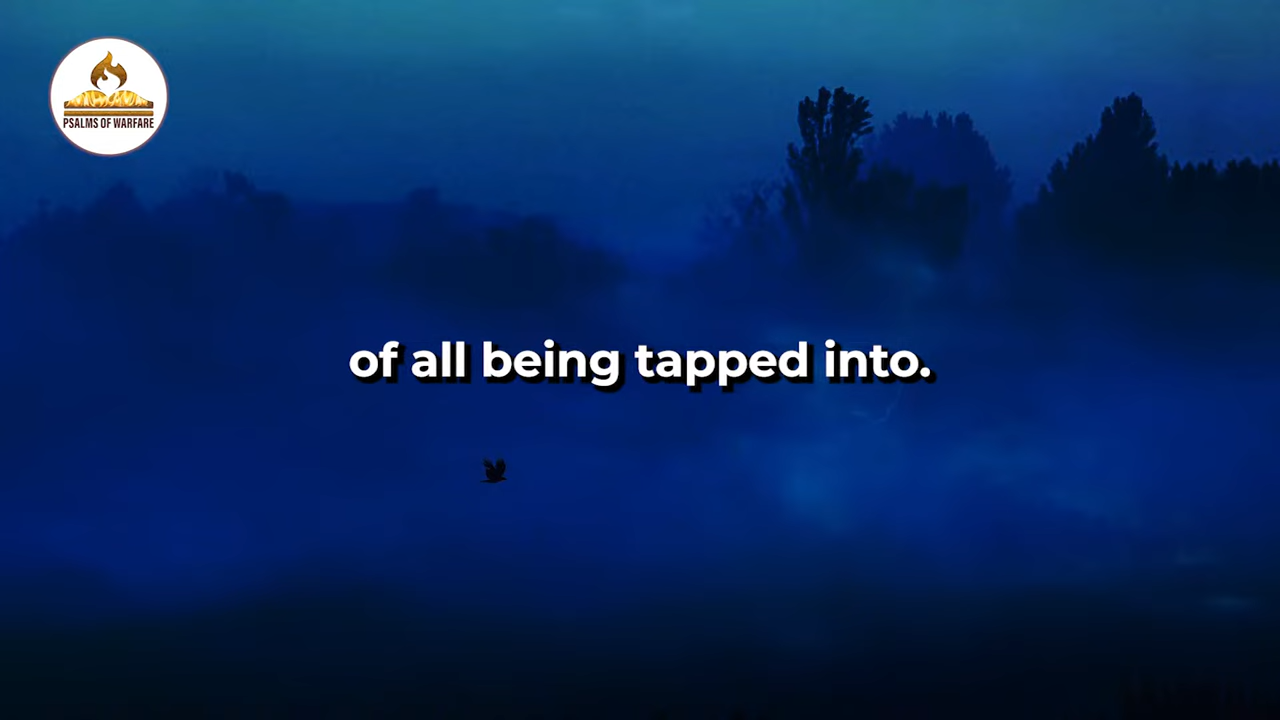 PSALMS OF WARFARE
of all being tapped into.